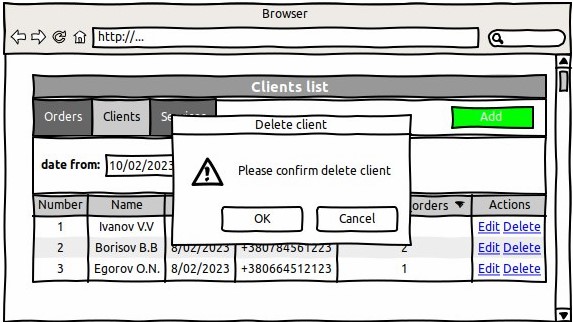 Browser
http://...
Clients list
Orders Clients Add
Delete client
date from: 10/02/2023
Please confirm delete client
OK Cancel
Number Name orders Actions
1 Ivanov V.V Edit Delete
2 Borisov B.B 8/02/2023 +380784561223 2 Edit Delete
3 Egorov O.N. 8/02/2023 +380664512123 1 Edit Delete